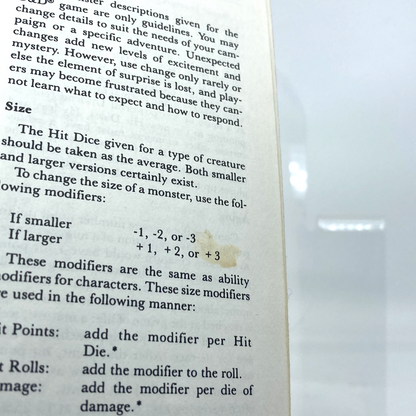 descriptions given for the
game are only guidelines. You may
change details to suit the needs of your cam-
paign or a specific adventure. Unexpected
changes add new levels of excitement and
mystery. However, use change only rarely or
else the element of surprise is lost, and play-
ers may become frustrated because they can-
not learn what to expect and how to respond.
Size
The Hit Dice given for a type of creature
should be taken as the average. Both smaller
and larger versions certainly exist.
To change the size of a monster, use the fol-
owing modifiers:
If smaller -1, -2, or -3
If larger +1, +2, or +3
These modifiers are the same as ability
odifiers for characters. These size modifiers
e used in the following manner:
it Points: add the modifier per Hit
Die.*
t Rolls: add the modifier to the roll.
mage: add the modifier per die of
damage.*